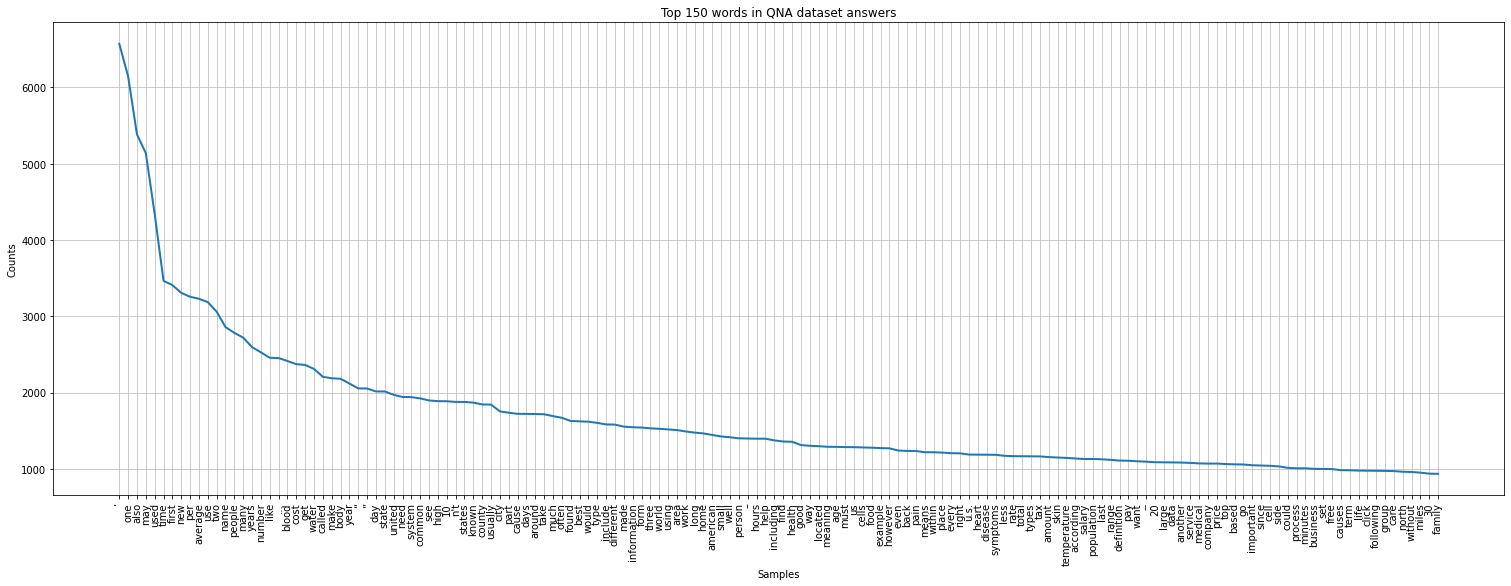 Top 150 words in QNA dataset answers
Counts
6000
5000
4000
3000
2000
1000
’
one
also
may
used
time
first
new
per
average
use
two
name
people
many
years
number
like
blood
cost
get
water
called
make
body
year
“
”
day
state
united
need
system
common
see
high
10
n't
states
known
county
usually
city
part
cause
days
around
take
much
often
found
best
would
type
include
different
made
information
form
three
world
using
area
work
long
home
american
small
well
person
–
hours
help
including
find
health
good
way
located
meaning
age
must
us
cells
food
example
however
even
back
pain
means
within
place
every
right
u.s.
heart
disease
symptoms
less
rate
total
types
tax
amount
skin
temperature
according
salary
population
last
range
definition
pay
want
20
large
data
another
service
medical
company
price
top
based
go
important
since
cell
side
could
process
minutes
business
set
free
causes
term
life
click
following
group
care
north
without
miles
30
family
Samples